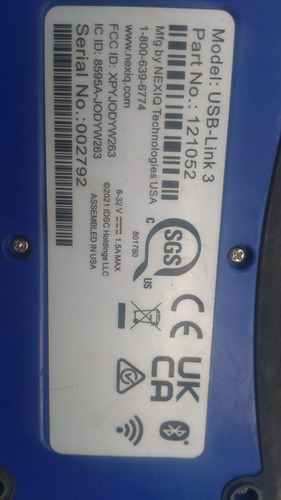 Model: USB-Link 3
Part No.: 121052
Mfr by NEXIQ Technologies USA
1-800-639-6774
www.nexiq.com
FCC ID: XPYJODYW263
IC ID: 8595A-JODYW263
Serial No.:002792
6-32 V 1.5A MAX
©2021 IDSC Holdings LLC
ASSEMBLED IN USA
C SGS US
801780
CE
UK
CA